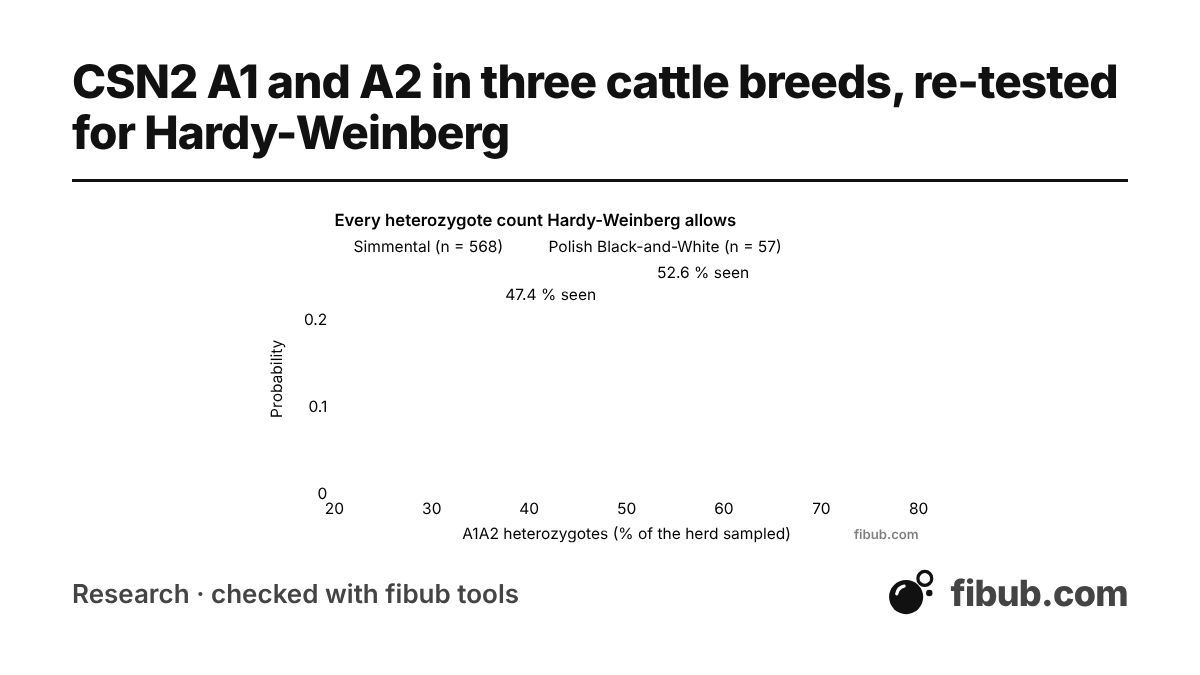 CSN2 A1 and A2 in three cattle breeds, re-tested
for Hardy-Weinberg
Every heterozygote count Hardy-Weinberg allows
Simmental (n = 568) Polish Black-and-White (n = 57)
52.6 % seen
47.4 % seen
0.2
Probability
0.1
0
20 30 40 50 60 70 80
A1A2 heterozygotes (% of the herd sampled) fibub.com
Research · checked with fibub tools fibub.com